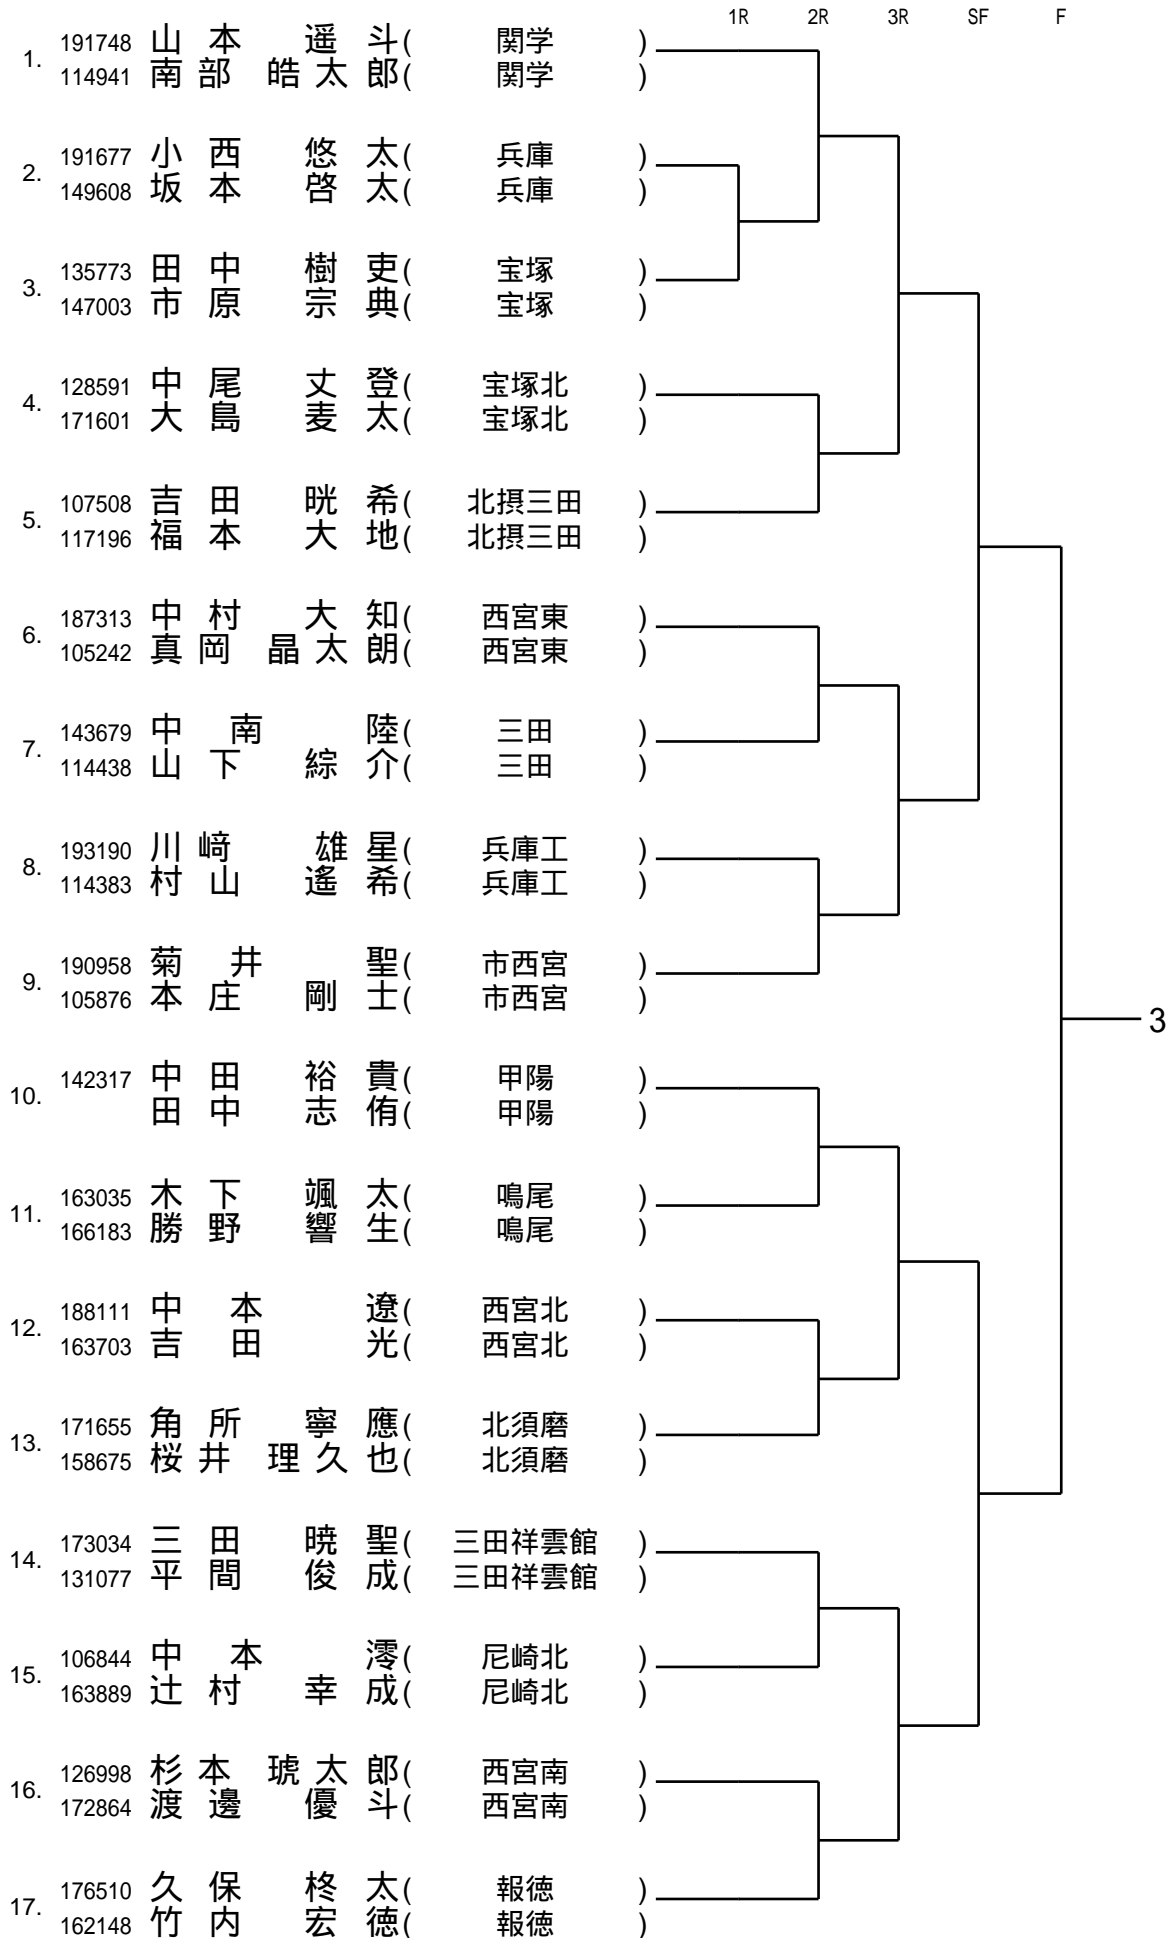 1R 2R 3R SF F
1. 191748 山本 遥斗( 関学 )
114941 南部 皓太郎( 関学 )
2. 191677 小西 悠太( 兵庫 )
149608 坂本 啓太( 兵庫 )
3. 135773 田中 樹吏( 宝塚 )
147003 市原 宗典( 宝塚 )
4. 128591 中尾 丈登( 宝塚北 )
171601 大島 麦太( 宝塚北 )
5. 107508 吉田 晄希( 北摂三田 )
117196 福本 大地( 北摂三田 )
6. 187313 中村 大知( 西宮東 )
105242 真岡 晶太朗( 西宮東 )
7. 143679 中南 陸( 三田 )
114438 山下 綜介( 三田 )
8. 193190 川﨑 雄星( 兵庫工 )
114383 村山 遙希( 兵庫工 )
9. 190958 菊井 聖( 市西宮 )
105876 本庄 剛士( 市西宮 )
3
10. 142317 中田 裕貴( 甲陽 )
田中 志侑( 甲陽 )
11. 163035 木下 颯太( 鳴尾 )
166183 勝野 響生( 鳴尾 )
12. 188111 中本 遼( 西宮北 )
163703 吉田 光( 西宮北 )
13. 171655 角所 寧應( 北須磨 )
158675 桜井 理久也( 北須磨 )
14. 173034 三田 暁聖( 三田祥雲館 )
131077 平間 俊成( 三田祥雲館 )
15. 106844 中本 澪( 尼崎北 )
163889 辻村 幸成( 尼崎北 )
16. 126998 杉本 琥太郎( 西宮南 )
172864 渡邊 優斗( 西宮南 )
17. 176510 久保 柊太( 報徳 )
162148 竹内 宏徳( 報徳 )